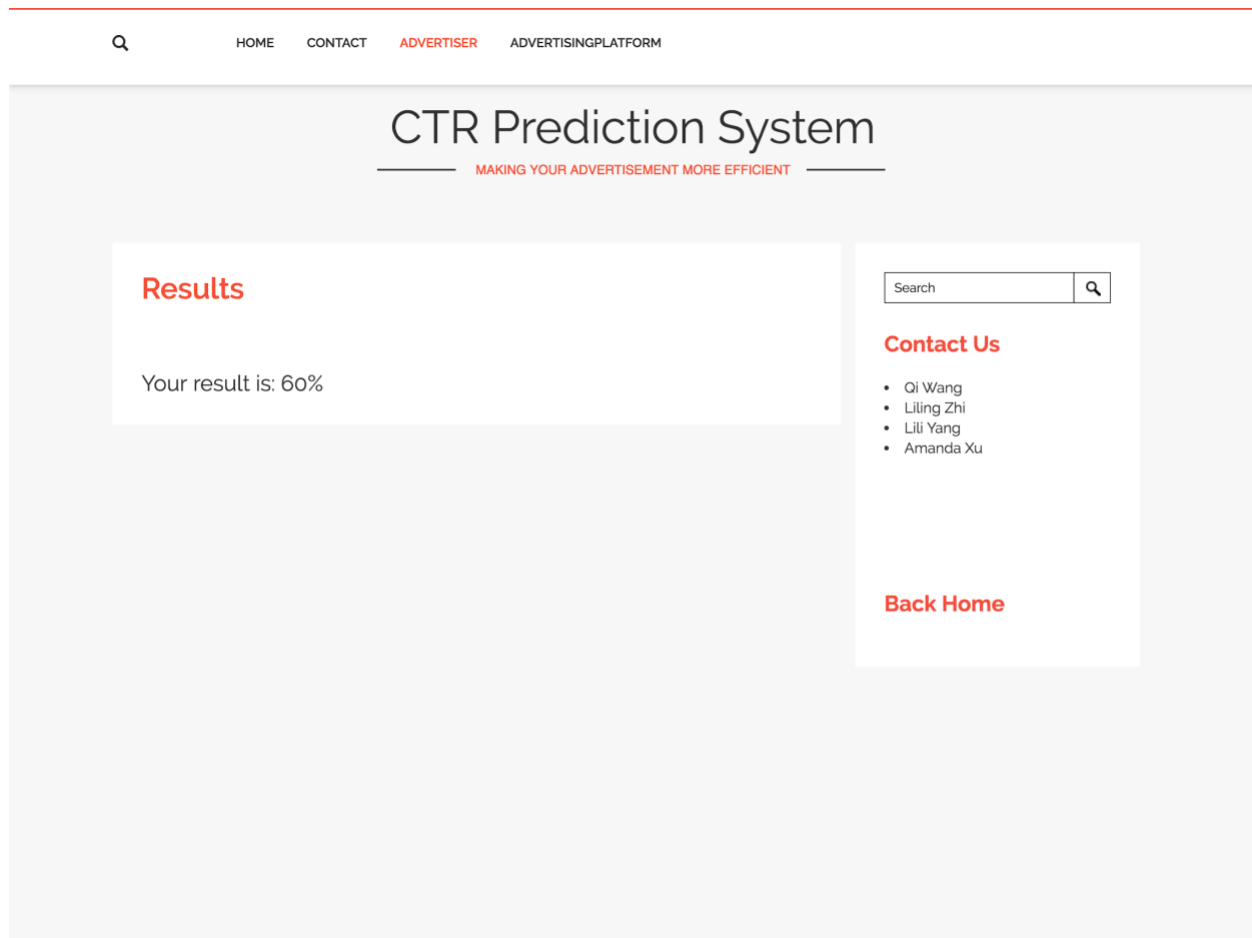 HOME CONTACT ADVERTISER ADVERTISINGPLATFORM
CTR Prediction System
MAKING YOUR ADVERTISEMENT MORE EFFICIENT
Results
Your result is: 60%
Search
Contact Us
• Qi Wang
• Liling Zhi
• Lili Yang
• Amanda Xu
Back Home